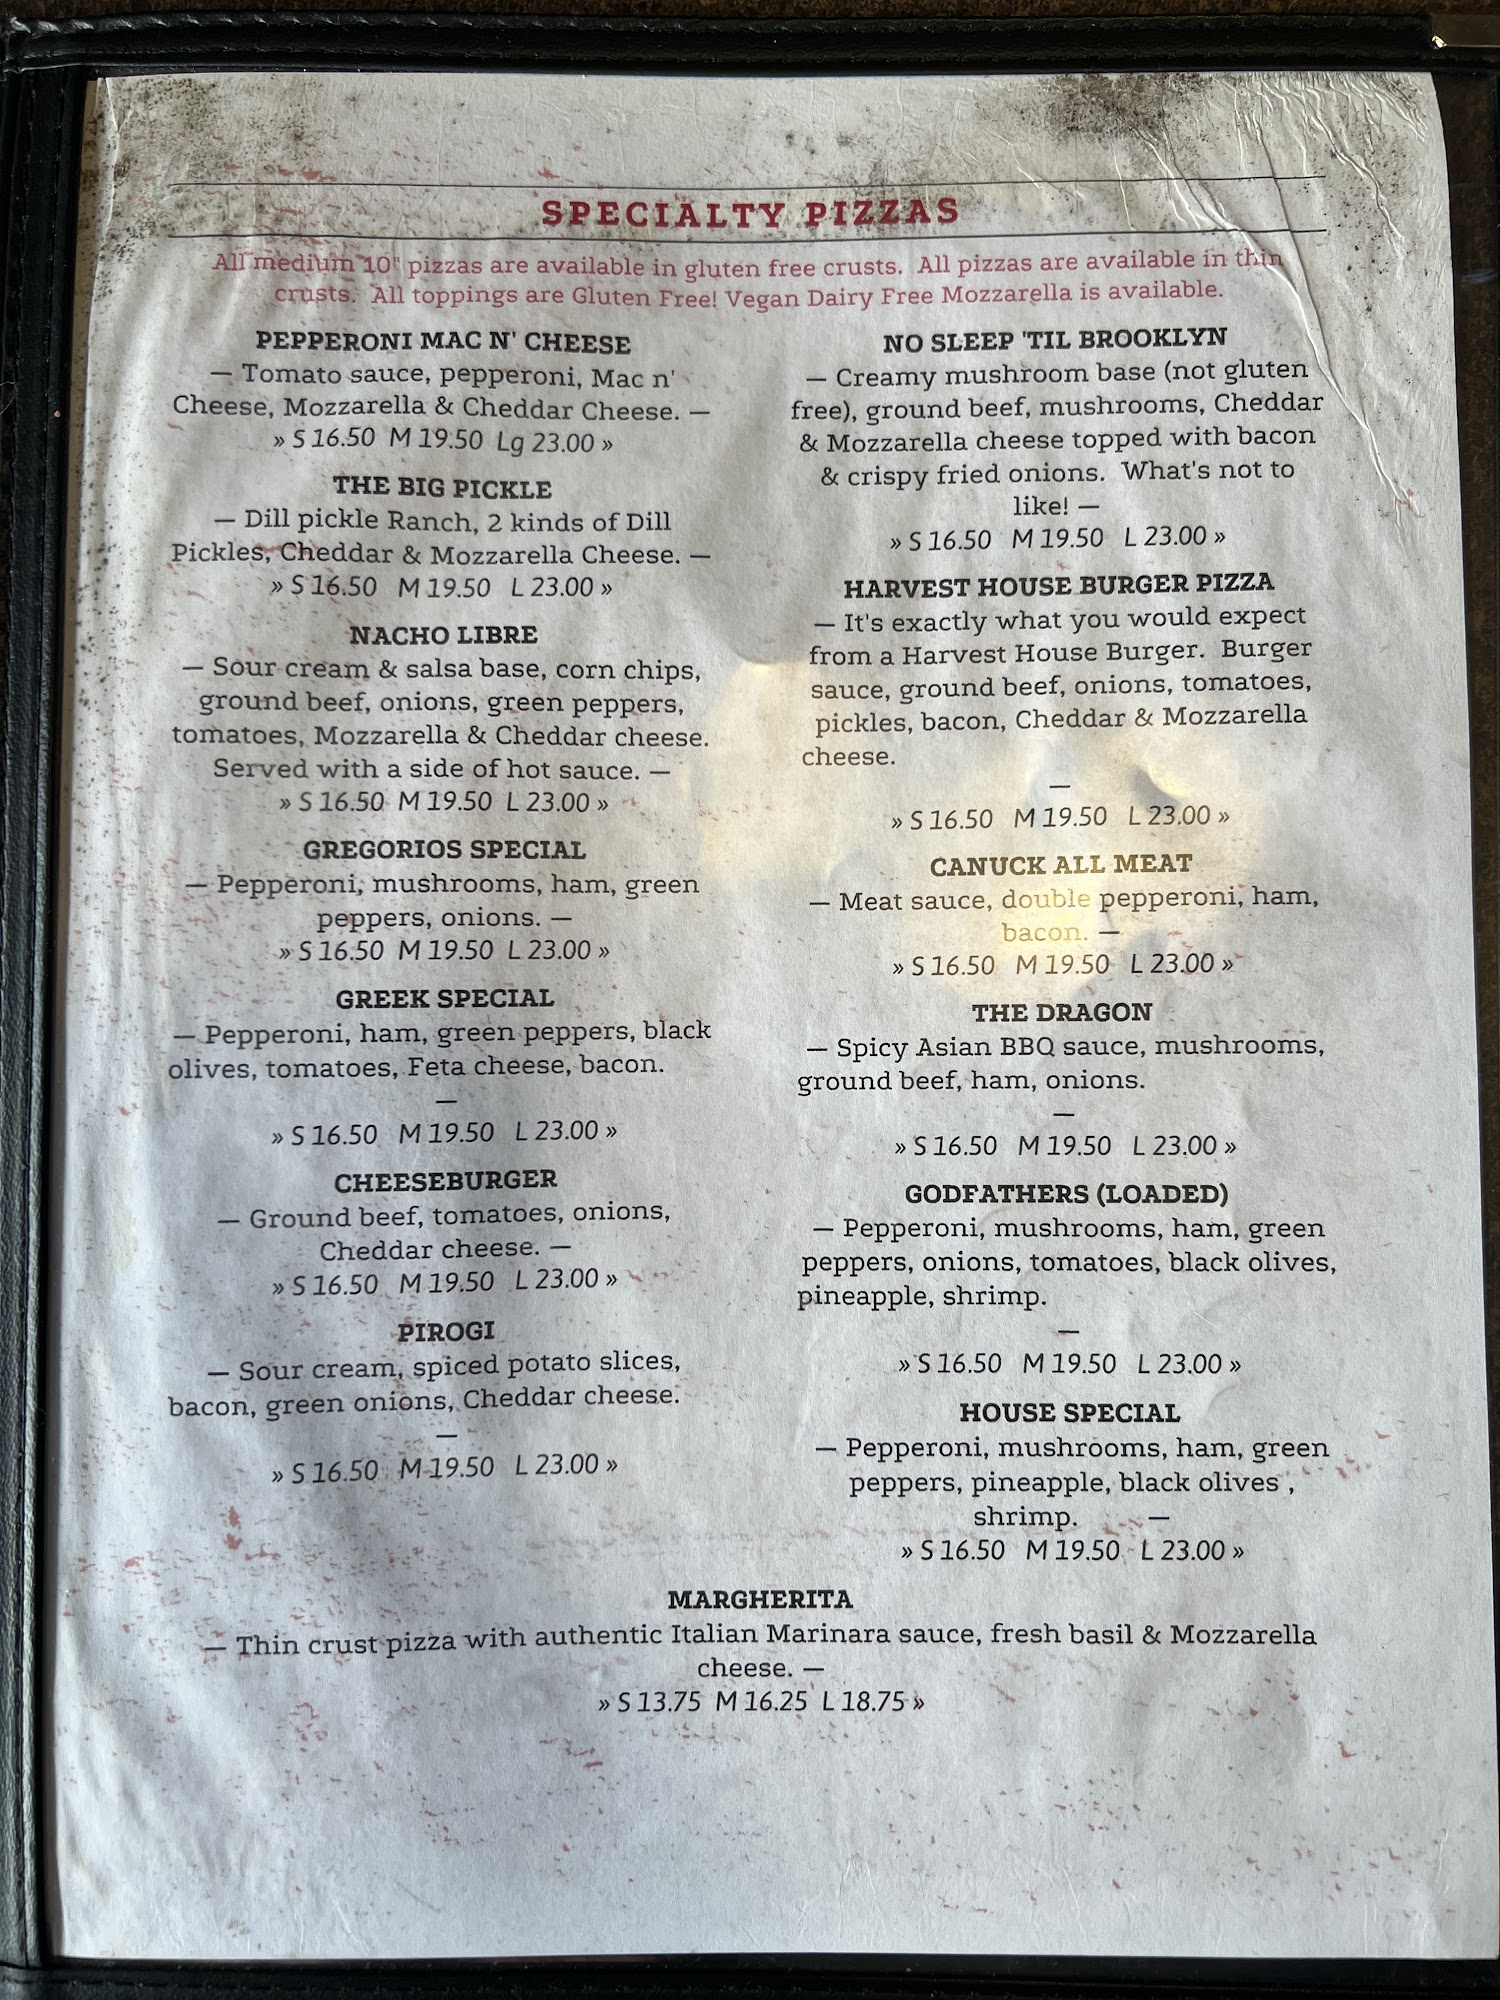 SPECIALTY PIZZAS
All medium 10" pizzas are available in gluten free crusts. All pizzas are available in thin
crusts. All toppings are Gluten Free! Vegan Dairy Free Mozzarella is available.
PEPPERONI MAC N' CHEESE
— Tomato sauce, pepperoni, Mac n'
Cheese, Mozzarella & Cheddar Cheese. —
» S 16.50 M 19.50 Lg 23.00 »
THE BIG PICKLE
— Dill pickle Ranch, 2 kinds of Dill
Pickles, Cheddar & Mozzarella Cheese. —
» S 16.50 M 19.50 L 23.00 »
NACHO LIBRE
— Sour cream & salsa base, corn chips,
ground beef, onions, green peppers,
tomatoes, Mozzarella & Cheddar cheese.
Served with a side of hot sauce. —
» S 16.50 M 19.50 L 23.00 »
GREGORIOS SPECIAL
— Pepperoni, mushrooms, ham, green
peppers, onions. —
» S 16.50 M 19.50 L 23.00 »
GREEK SPECIAL
— Pepperoni, ham, green peppers, black
olives, tomatoes, Feta cheese, bacon.
—
» S 16.50 M 19.50 L 23.00 »
CHEESEBURGER
— Ground beef, tomatoes, onions,
Cheddar cheese. —
» S 16.50 M 19.50 L 23.00 »
PIROGI
— Sour cream, spiced potato slices,
bacon, green onions, Cheddar cheese.
—
» S 16.50 M 19.50 L 23.00 »
NO SLEEP 'TIL BROOKLYN
— Creamy mushroom base (not gluten
free), ground beef, mushrooms, Cheddar
& Mozzarella cheese topped with bacon
& crispy fried onions. What's not to
like! —
» S 16.50 M 19.50 L 23.00 »
HARVEST HOUSE BURGER PIZZA
— It's exactly what you would expect
from a Harvest House Burger. Burger
sauce, ground beef, onions, tomatoes,
pickles, bacon, Cheddar & Mozzarella
cheese.
—
» S 16.50 M 19.50 L 23.00 »
CANUCK ALL MEAT
— Meat sauce, double pepperoni, ham,
bacon. —
» S 16.50 M 19.50 L 23.00 »
THE DRAGON
— Spicy Asian BBQ sauce, mushrooms,
ground beef, ham, onions.
—
» S 16.50 M 19.50 L 23.00 »
GODFATHERS (LOADED)
— Pepperoni, mushrooms, ham, green
peppers, onions, tomatoes, black olives,
pineapple, shrimp.
—
» S 16.50 M 19.50 L 23.00 »
HOUSE SPECIAL
— Pepperoni, mushrooms, ham, green
peppers, pineapple, black olives ,
shrimp. —
» S 16.50 M 19.50 L 23.00 »
MARGHERITA
— Thin crust pizza with authentic Italian Marinara sauce, fresh basil & Mozzarella
cheese. —
» S 13.75 M 16.25 L 18.75 »